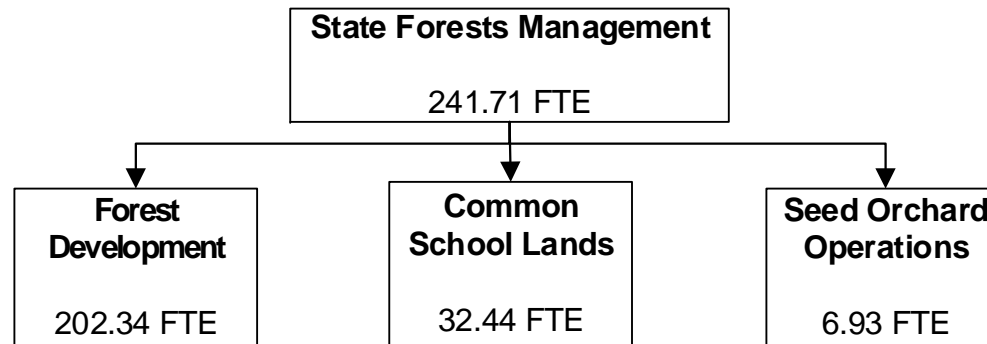 State Forests Management
241.71 FTE
Forest
Development
202.34 FTE
Common
School Lands
32.44 FTE
Seed Orchard
Operations
6.93 FTE